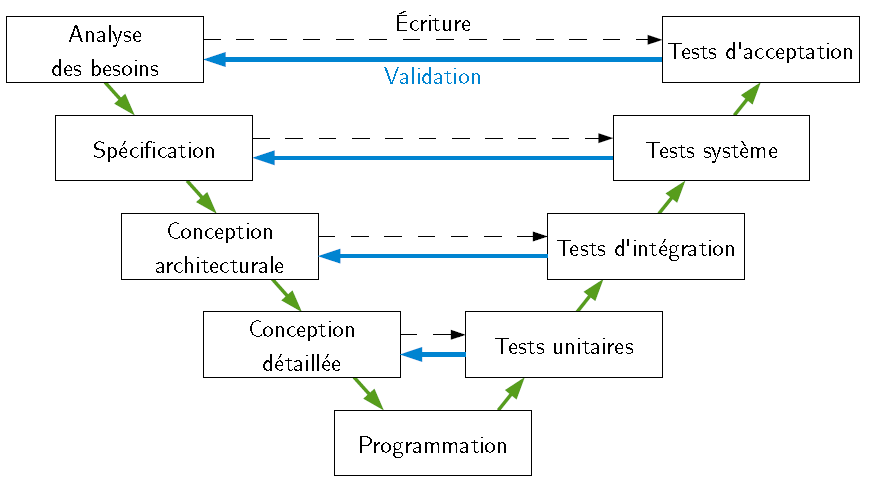 Analyse
des besoins
Écriture
Validation
Tests d'acceptation
Spécification
Tests système
Conception
architecturale
Tests d'intégration
Conception
détaillée
Tests unitaires
Programmation